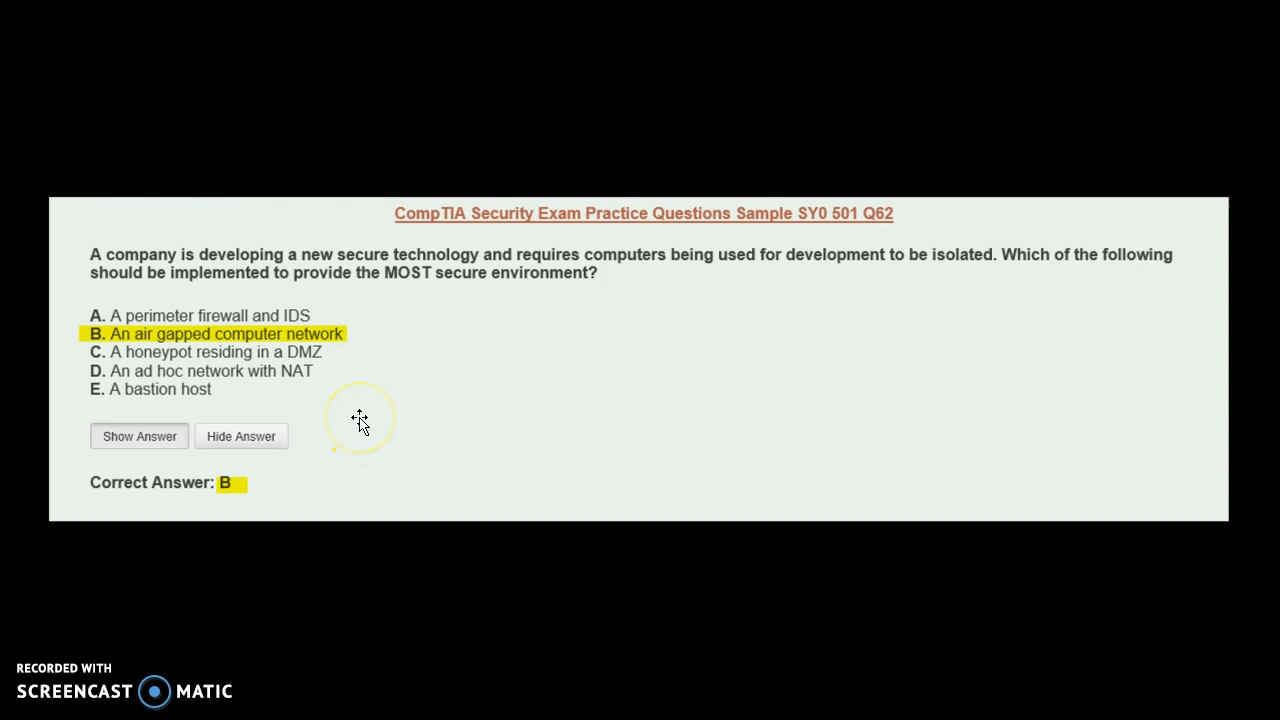 CompTIA Security Exam Practice Questions Sample SY0 501 Q62
A company is developing a new secure technology and requires computers being used for development to be isolated. Which of the following
should be implemented to provide the MOST secure environment?
A. A perimeter firewall and IDS
B. An air gapped computer network
C. A honeypot residing in a DMZ
D. An ad hoc network with NAT
E. A bastion host
Show Answer Hide Answer
Correct Answer: B
RECORDED WITH
SCREENCAST MATIC